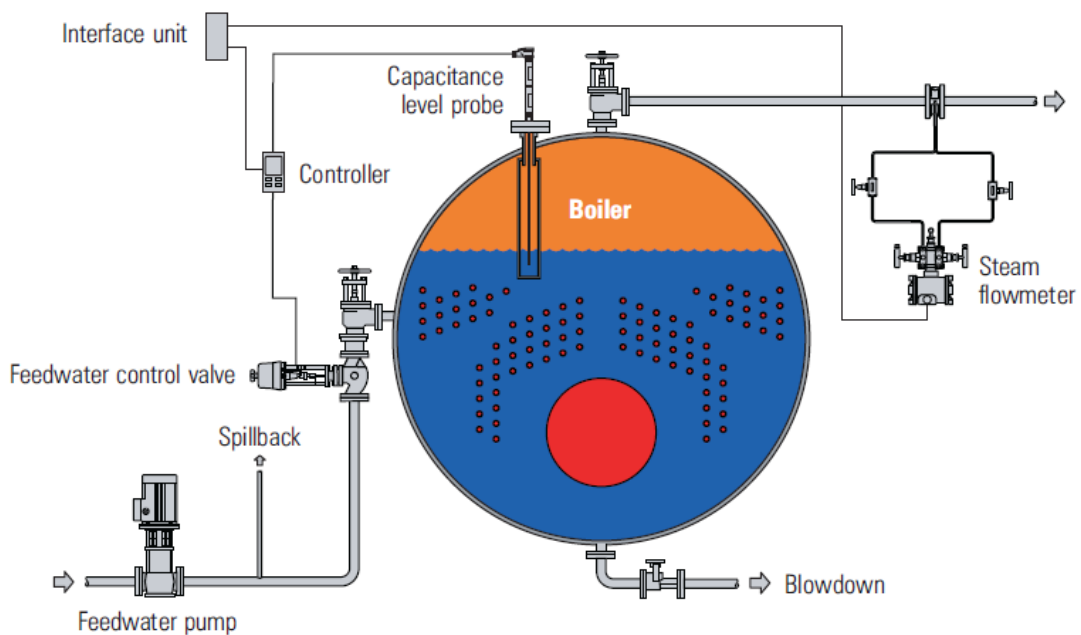 Interface unit
Capacitance
level probe
Controller
Boiler
Steam
flowmeter
Feedwater control valve
Spillback
Blowdown
Feedwater pump